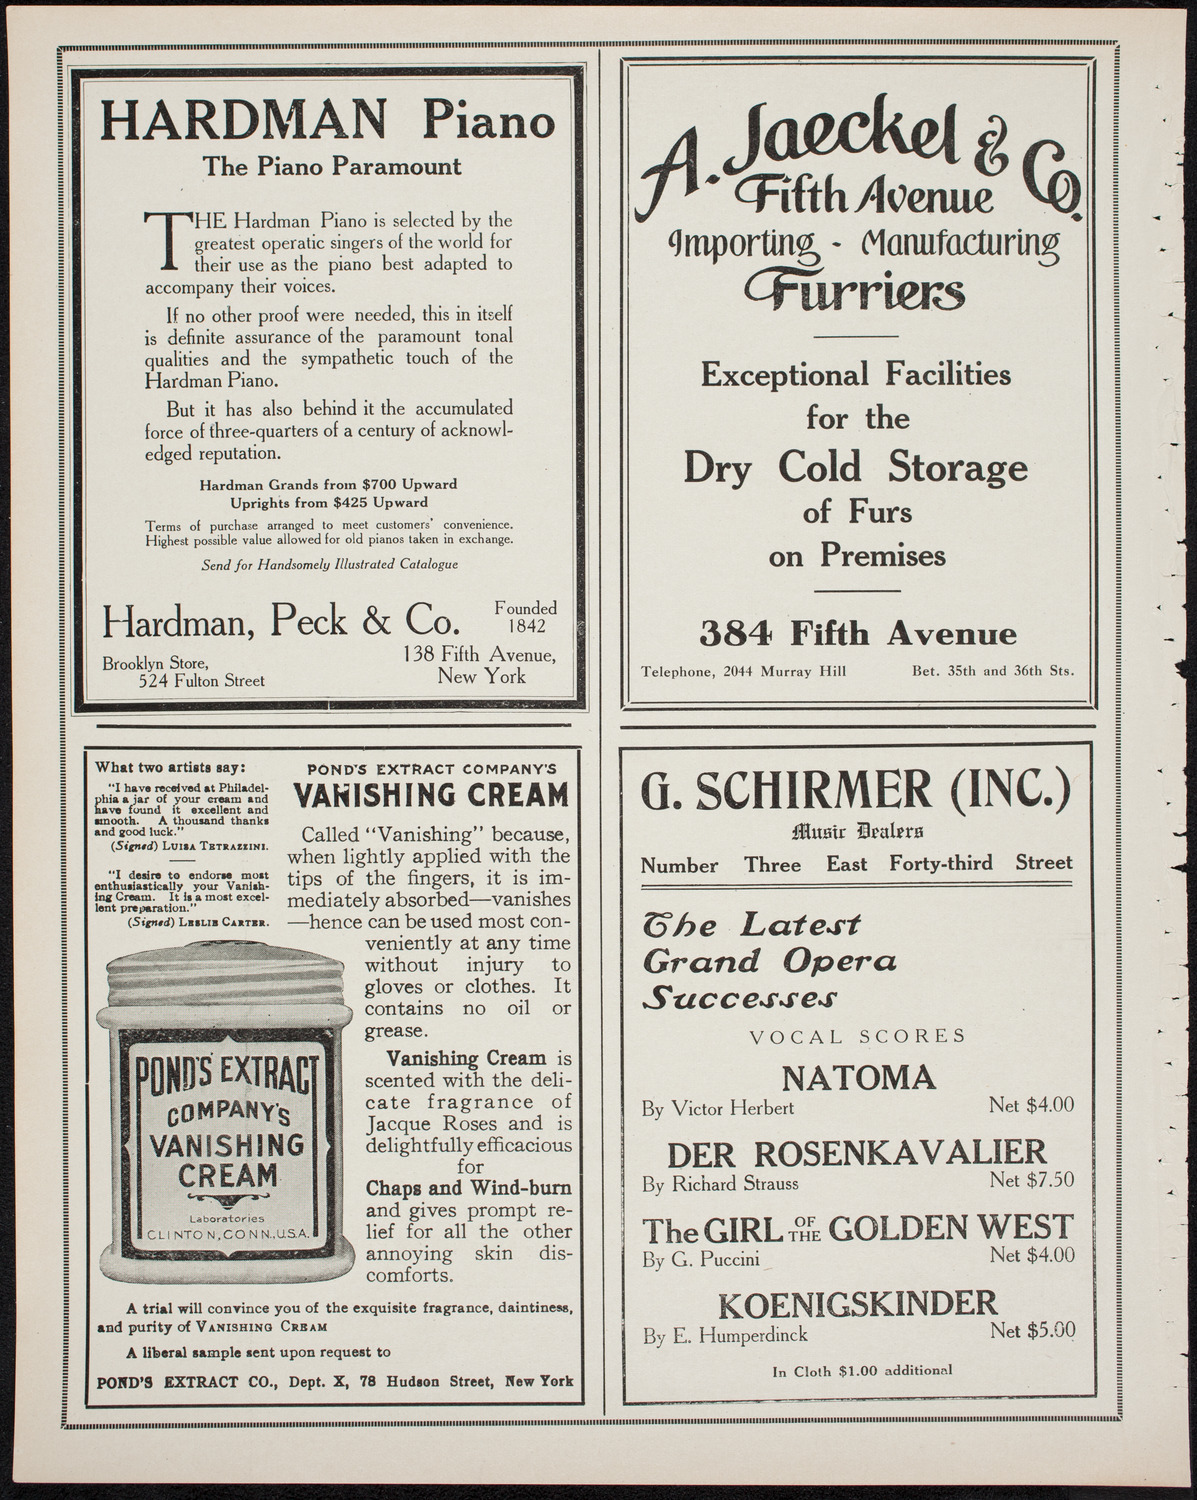 HARDMAN Piano
The Piano Paramount
THE Hardman Piano is selected by the
greatest operatic singers of the world for
their use as the piano best adapted to
accompany their voices.
If no other proof were needed, this in itself
is definite assurance of the paramount tonal
qualities and the sympathetic touch of the
Hardman Piano.
But it has also behind it the accumulated
force of three-quarters of a century of acknowl-
edged reputation.
Hardman Grands from $700 Upward
Uprights from $425 Upward
Terms of purchase arranged to meet customers' convenience.
Highest possible value allowed for old pianos taken in exchange.
Send for Handsomely Illustrated Catalogue
Hardman, Peck & Co.
Founded
1842
Brooklyn Store,
524 Fulton Street
138 Fifth Avenue,
New York
A. Jaeckel & Co.
Fifth Avenue
Importing - Manufacturing
Furriers
Exceptional Facilities
for the
Dry Cold Storage
of Furs
on Premises
384 Fifth Avenue
Telephone, 2044 Murray Hill Bet. 35th and 36th Sts.
What two artists say:
"I have received at Philadel-
phia a jar of your cream and
have found it excellent and
smooth. A thousand thanks
and good luck."
(Signed) LUISA TETRAZZINI.
"I desire to endorse most
enthusiastically your Vanish-
ing Cream. It is a most excel-
lent preparation."
(Signed) LESLIE CARTER.
POND'S EXTRACT COMPANY'S
VANISHING CREAM
Called "Vanishing" because,
when lightly applied with the
tips of the fingers, it is im-
mediately absorbed—vanishes
—hence can be used most con-
veniently at any time
without injury to
gloves or clothes. It
contains no oil or
grease.
Vanishing Cream is
scented with the deli-
cate fragrance of
Jacque Roses and is
delightfully efficacious
for
Chaps and Wind-burn
and gives prompt re-
lief for all the other
annoying skin dis-
comforts.
POND'S EXTRACT
COMPANY'S
VANISHING
CREAM
Laboratories
CLINTON, CONN., U.S.A.
A trial will convince you of the exquisite fragrance, daintiness,
and purity of VANISHING CREAM
A liberal sample sent upon request to
POND'S EXTRACT CO., Dept. X, 78 Hudson Street, New York
G. SCHIRMER (INC.)
Music Dealers
Number Three East Forty-third Street
The Latest
Grand Opera
Successes
VOCAL SCORES
NATOMA
By Victor Herbert Net $4.00
DER ROSENKAVALIER
By Richard Strauss Net $7.50
The GIRL OF THE GOLDEN WEST
By G. Puccini Net $4.00
KOENIGSKINDER
By E. Humperdinck Net $5.00
In Cloth $1.00 additional